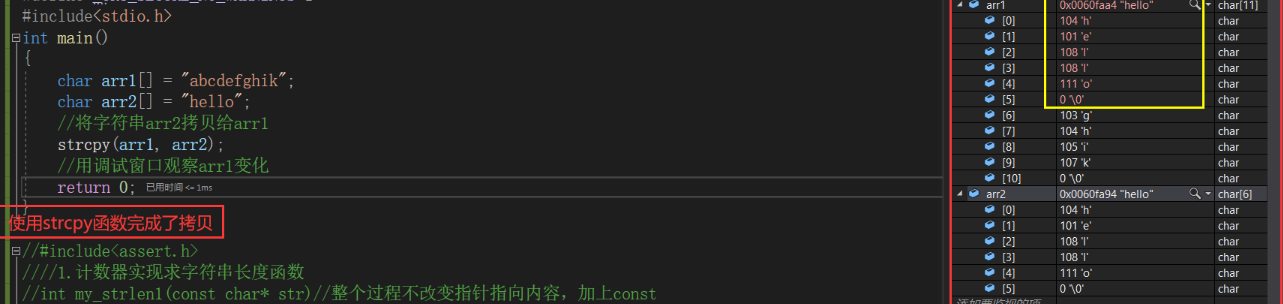 #include<stdio.h>
int main()
{
char arr1[] = "abcdefghik";
char arr2[] = "hello";
//将字符串arr2拷贝给arr1
strcpy(arr1, arr2);
//用调试窗口观察arr1变化
return 0; 已用时间 <= 1ms
}
使用strcpy函数完成了拷贝
//#include<assert.h>
////1.计数器实现求字符串长度函数
//int my_strlen1(const char* str)//整个过程不改变指针指向内容，加上const
arr1 0x0060faa4 "hello" char[11]
[0] 104 'h' char
[1] 101 'e' char
[2] 108 'l' char
[3] 108 'l' char
[4] 111 'o' char
[5] 0 '\0' char
[6] 103 'g' char
[7] 104 'h' char
[8] 105 'i' char
[9] 107 'k' char
[10] 0 '\0' char
arr2 0x0060fa94 "hello" char[6]
[0] 104 'h' char
[1] 101 'e' char
[2] 108 'l' char
[3] 108 'l' char
[4] 111 'o' char
[5] 0 '\0' char